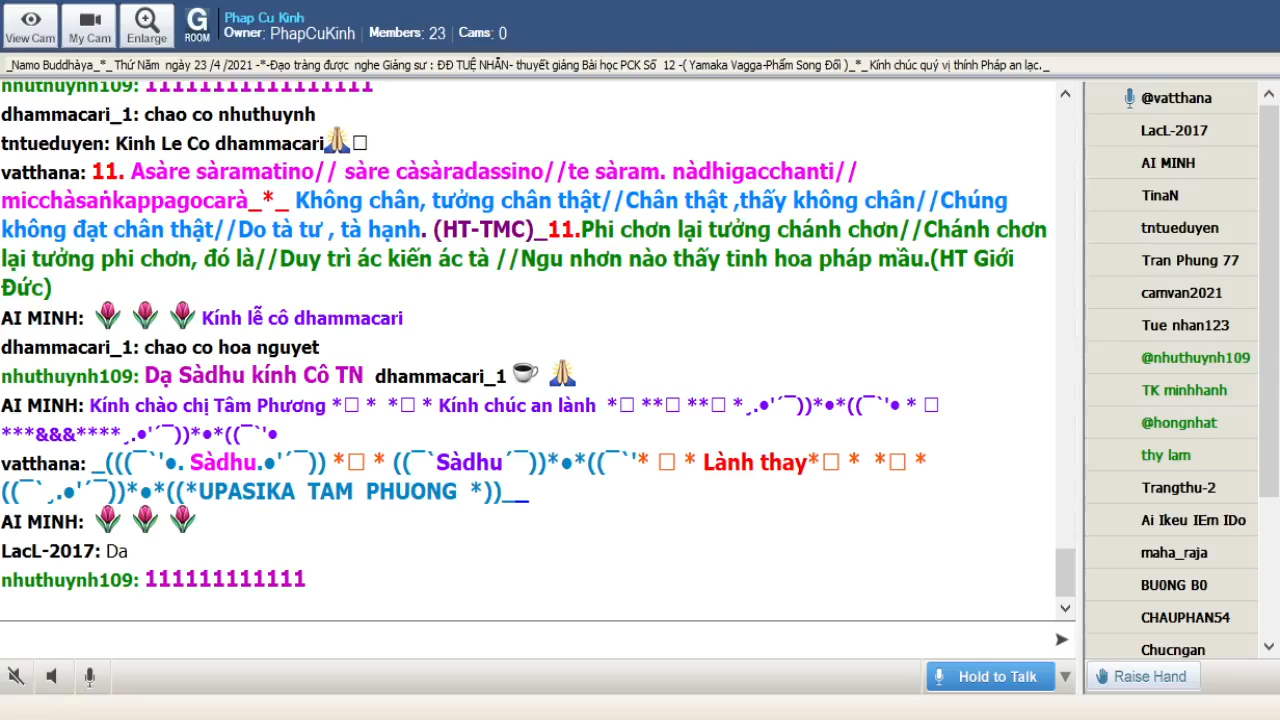 View Cam
My Cam
Enlarge
G
ROOM
Phap Cu Kinh
Owner: PhapCuKinh | Members: 23 | Cams: 0
_Namo Buddhàya_*_ Thứ Năm ngày 23 /4 /2021 -*-Đạo tràng được nghe Giảng sư : ĐĐ TUỆ NHẪN- thuyết giảng Bài học PCK Số 12 -( Yamaka Vagga-Phẩm Song Đối )_*_ Kính chúc quý vị thính Pháp an lạc._
nhuthuynh109: 11111111111111111
dhammacari_1: chao co nhuthuynh
tntueduyen: Kinh Le Co dhammacari🙏□
vatthana: 11. Asàre sàramatino// sàre càsàradassino//te sàram. nàdhigacchanti//
micchàsaṅkappagocarà_*_ Không chân, tưởng chân thật//Chân thật ,thấy không chân//Chúng
không đạt chân thật//Do tà tư , tà hạnh. (HT-TMC)_11.Phi chơn lại tưởng chánh chơn//Chánh chơn
lại tưởng phi chơn, đó là//Duy trì ác kiến ác tà //Ngu nhơn nào thấy tinh hoa pháp mầu.(HT Giới
Đức)
AI MINH: 🌷 🌷 🌷 Kính lễ cô dhammacari
dhammacari_1: chao co hoa nguyet
nhuthuynh109: Dạ Sàdhu kính Cô TN dhammacari_1 ☕ 🙏
AI MINH: Kính chào chị Tâm Phương *□ * *□ * Kính chúc an lành *□ **□ **□ *¸.•'´¯))*•*((¯`'• * □
***&&&****¸.•'´¯))*•*((¯`'•
vatthana: _(((¯`'•. Sàdhu.•'´¯)) *□ * ((¯`Sàdhu´¯))*•*((¯`'* □ * Lành thay*□ * *□ *
((¯`¸.•'´¯))*•*((*UPASIKA TAM PHUONG *))__
AI MINH: 🌷 🌷 🌷
LacL-2017: Da
nhuthuynh109: 111111111111
@vatthana
LacL-2017
AI MINH
TinaN
tntueduyen
Tran Phung 77
camvan2021
Tue nhan123
@nhuthuynh109
TK minhhanh
@hongnhat
thy lam
Trangthu-2
Ai Ikeu IEm IDo
maha_raja
BU0NG B0
CHAUPHAN54
Chucngan
Hold to Talk
Raise Hand